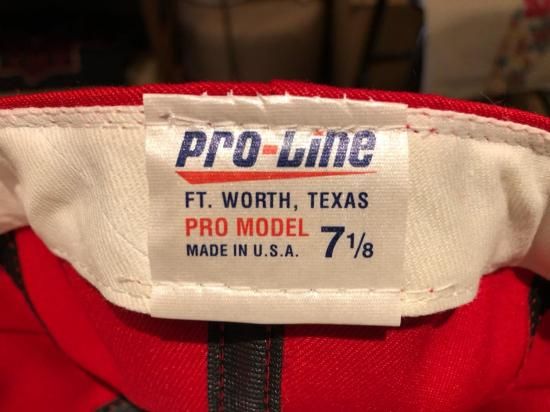 PRO-LINE
FT. WORTH, TEXAS
PRO MODEL
MADE IN U.S.A. 7 1/8